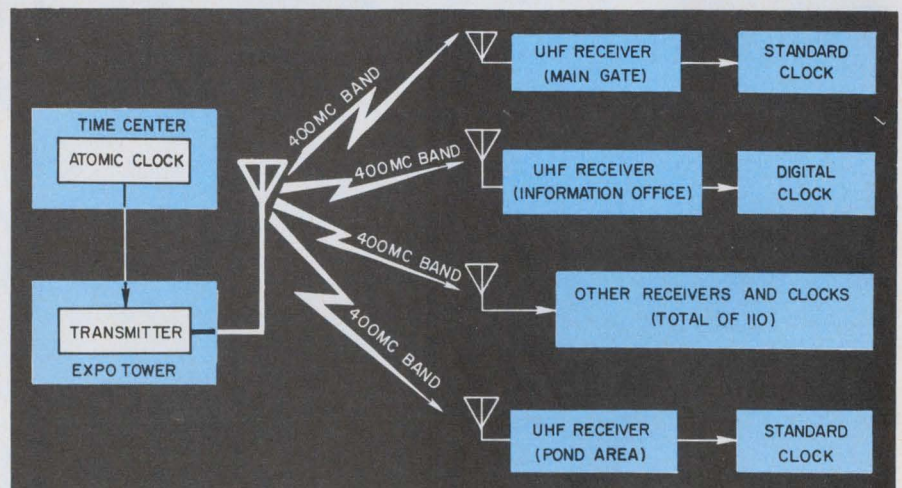 TIME CENTER
ATOMIC CLOCK
TRANSMITTER
EXPO TOWER
400MC BAND
400MC BAND
400MC BAND
400MC BAND
UHF RECEIVER
(MAIN GATE)
STANDARD
CLOCK
UHF RECEIVER
(INFORMATION OFFICE)
DIGITAL
CLOCK
OTHER RECEIVERS AND CLOCKS
(TOTAL OF 110)
UHF RECEIVER
(POND AREA)
STANDARD
CLOCK